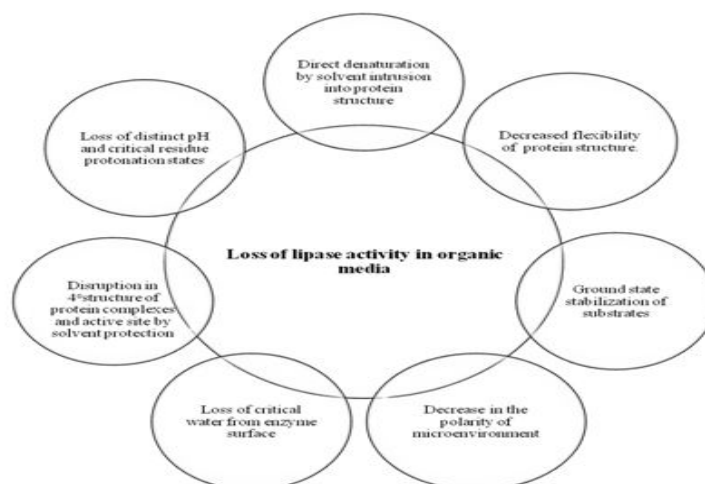 Direct denaturation
by solvent intrusion
into protein
structure
Decreased flexibility
of protein structure.
Ground state
stabilization of
substrates
Decrease in the
polarity of
microenvironment
Loss of critical
water from enzyme
surface
Disruption in
4°structure of
protein complexes
and active site by
solvent protection
Loss of distinct pH
and critical residue
protonation states
Loss of lipase activity in organic
media